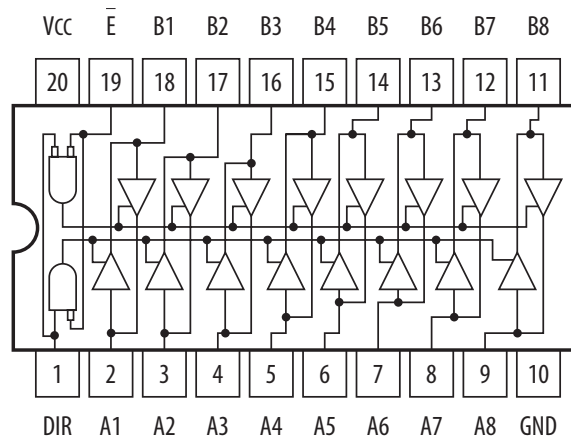 VCC E̅ B1 B2 B3 B4 B5 B6 B7 B8
20 19 18 17 16 15 14 13 12 11
1 2 3 4 5 6 7 8 9 10
DIR A1 A2 A3 A4 A5 A6 A7 A8 GND